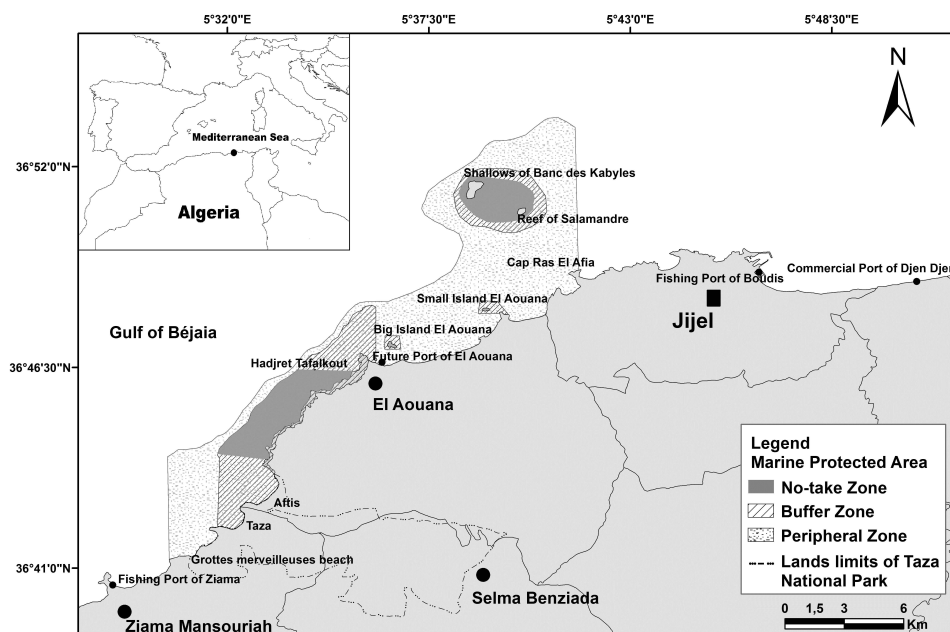 5°32'0"E 5°37'30"E 5°43'0"E 5°48'30"E
N
Mediterranean Sea
Algeria
36°52'0"N
Shallows of Banc des Kabyles
Reef of Salamandre
Cap Ras El Afia
Commercial Port of Djen Djen
Fishing Port of Boudis
Small Island El Aouana
Jijel
Gulf of Béjaia
Big Island El Aouana
Future Port of El Aouana
Hadjret Tafalkout
36°46'30"N
El Aouana
Legend
Marine Protected Area
No-take Zone
Buffer Zone
Peripheral Zone
Lands limits of Taza
National Park
Aftis
Taza
Grottes merveilleuses beach
36°41'0"N
Fishing Port of Ziama
Selma Benziada
Ziama Mansouriah
0 1,5 3 6
Km